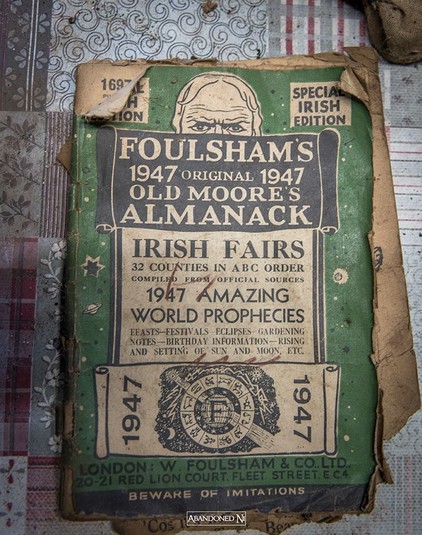 1697-
H
TION
SPECIAL
IRISH
EDITION
FOULSHAM'S
1947 ORIGINAL 1947
OLD MOORE'S
ALMANACK
IRISH FAIRS
32 COUNTIES IN A B C ORDER
COMPILED FROM OFFICIAL SOURCES
1947 AMAZING
WORLD PROPHECIES
FEASTS—FESTIVALS ECLIPSES GARDENING
NOTES—BIRTHDAY INFORMATION—RISING
AND SETTING OF SUN AND MOON, ETC.
1947
1947
LONDON: W. FOULSHAM & CO. LTD.
20-21 RED LION COURT, FLEET STREET. E.C.4.
BEWARE OF IMITATIONS
ABANDONED NI